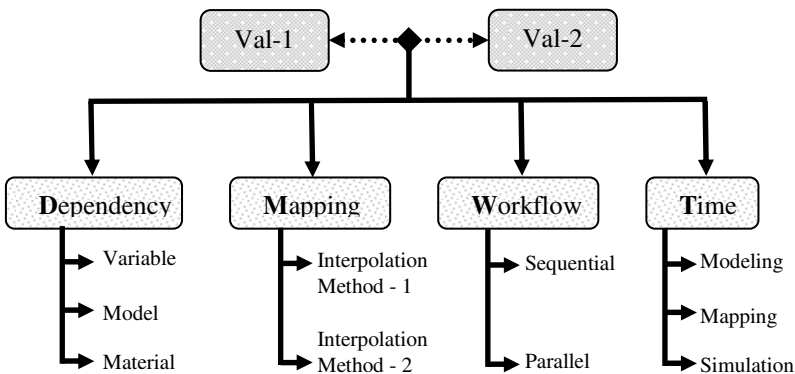 Val-1
Val-2
Dependency
Mapping
Workflow
Time
Variable
Model
Material
Interpolation
Method - 1
Interpolation
Method - 2
Sequential
Parallel
Modeling
Mapping
Simulation